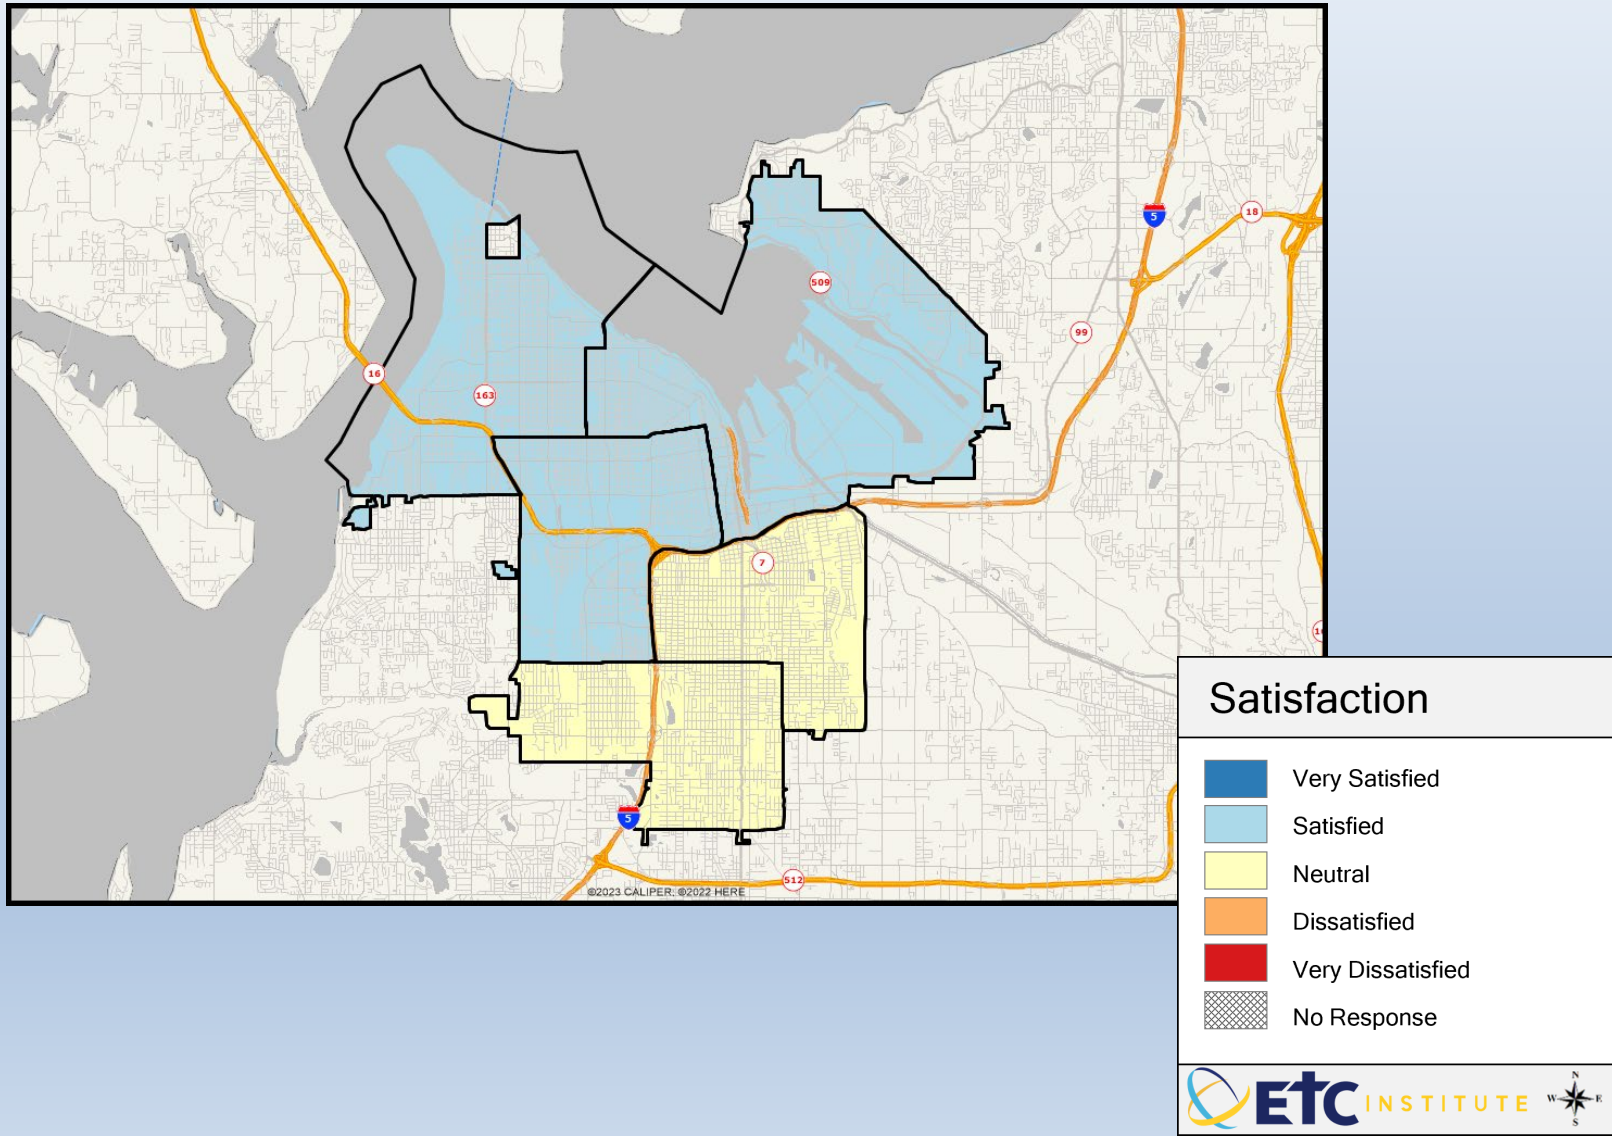 5
18
509
99
16
163
7
5
512
©2023 CALIPER, ©2022 HERE
Satisfaction
Very Satisfied
Satisfied
Neutral
Dissatisfied
Very Dissatisfied
No Response
ETC INSTITUTE
N
W E
S